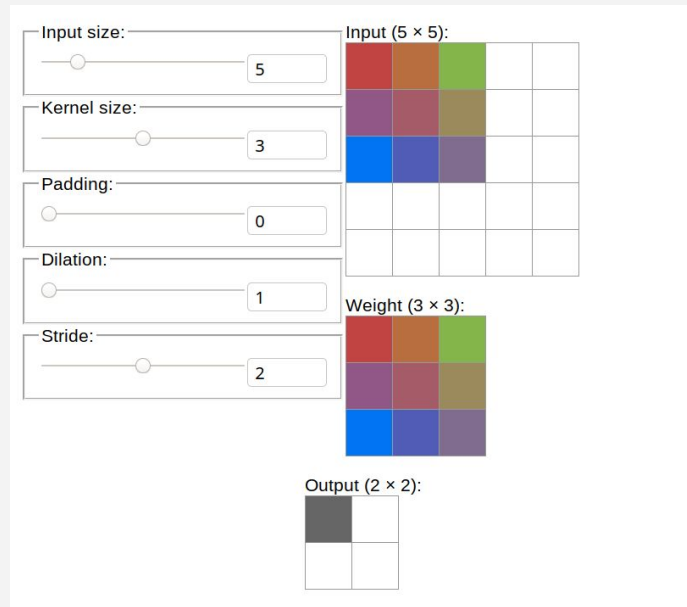 Input size:
5
Kernel size:
3
Padding:
0
Dilation:
1
Stride:
2
Input (5 × 5):
Weight (3 × 3):
Output (2 × 2):